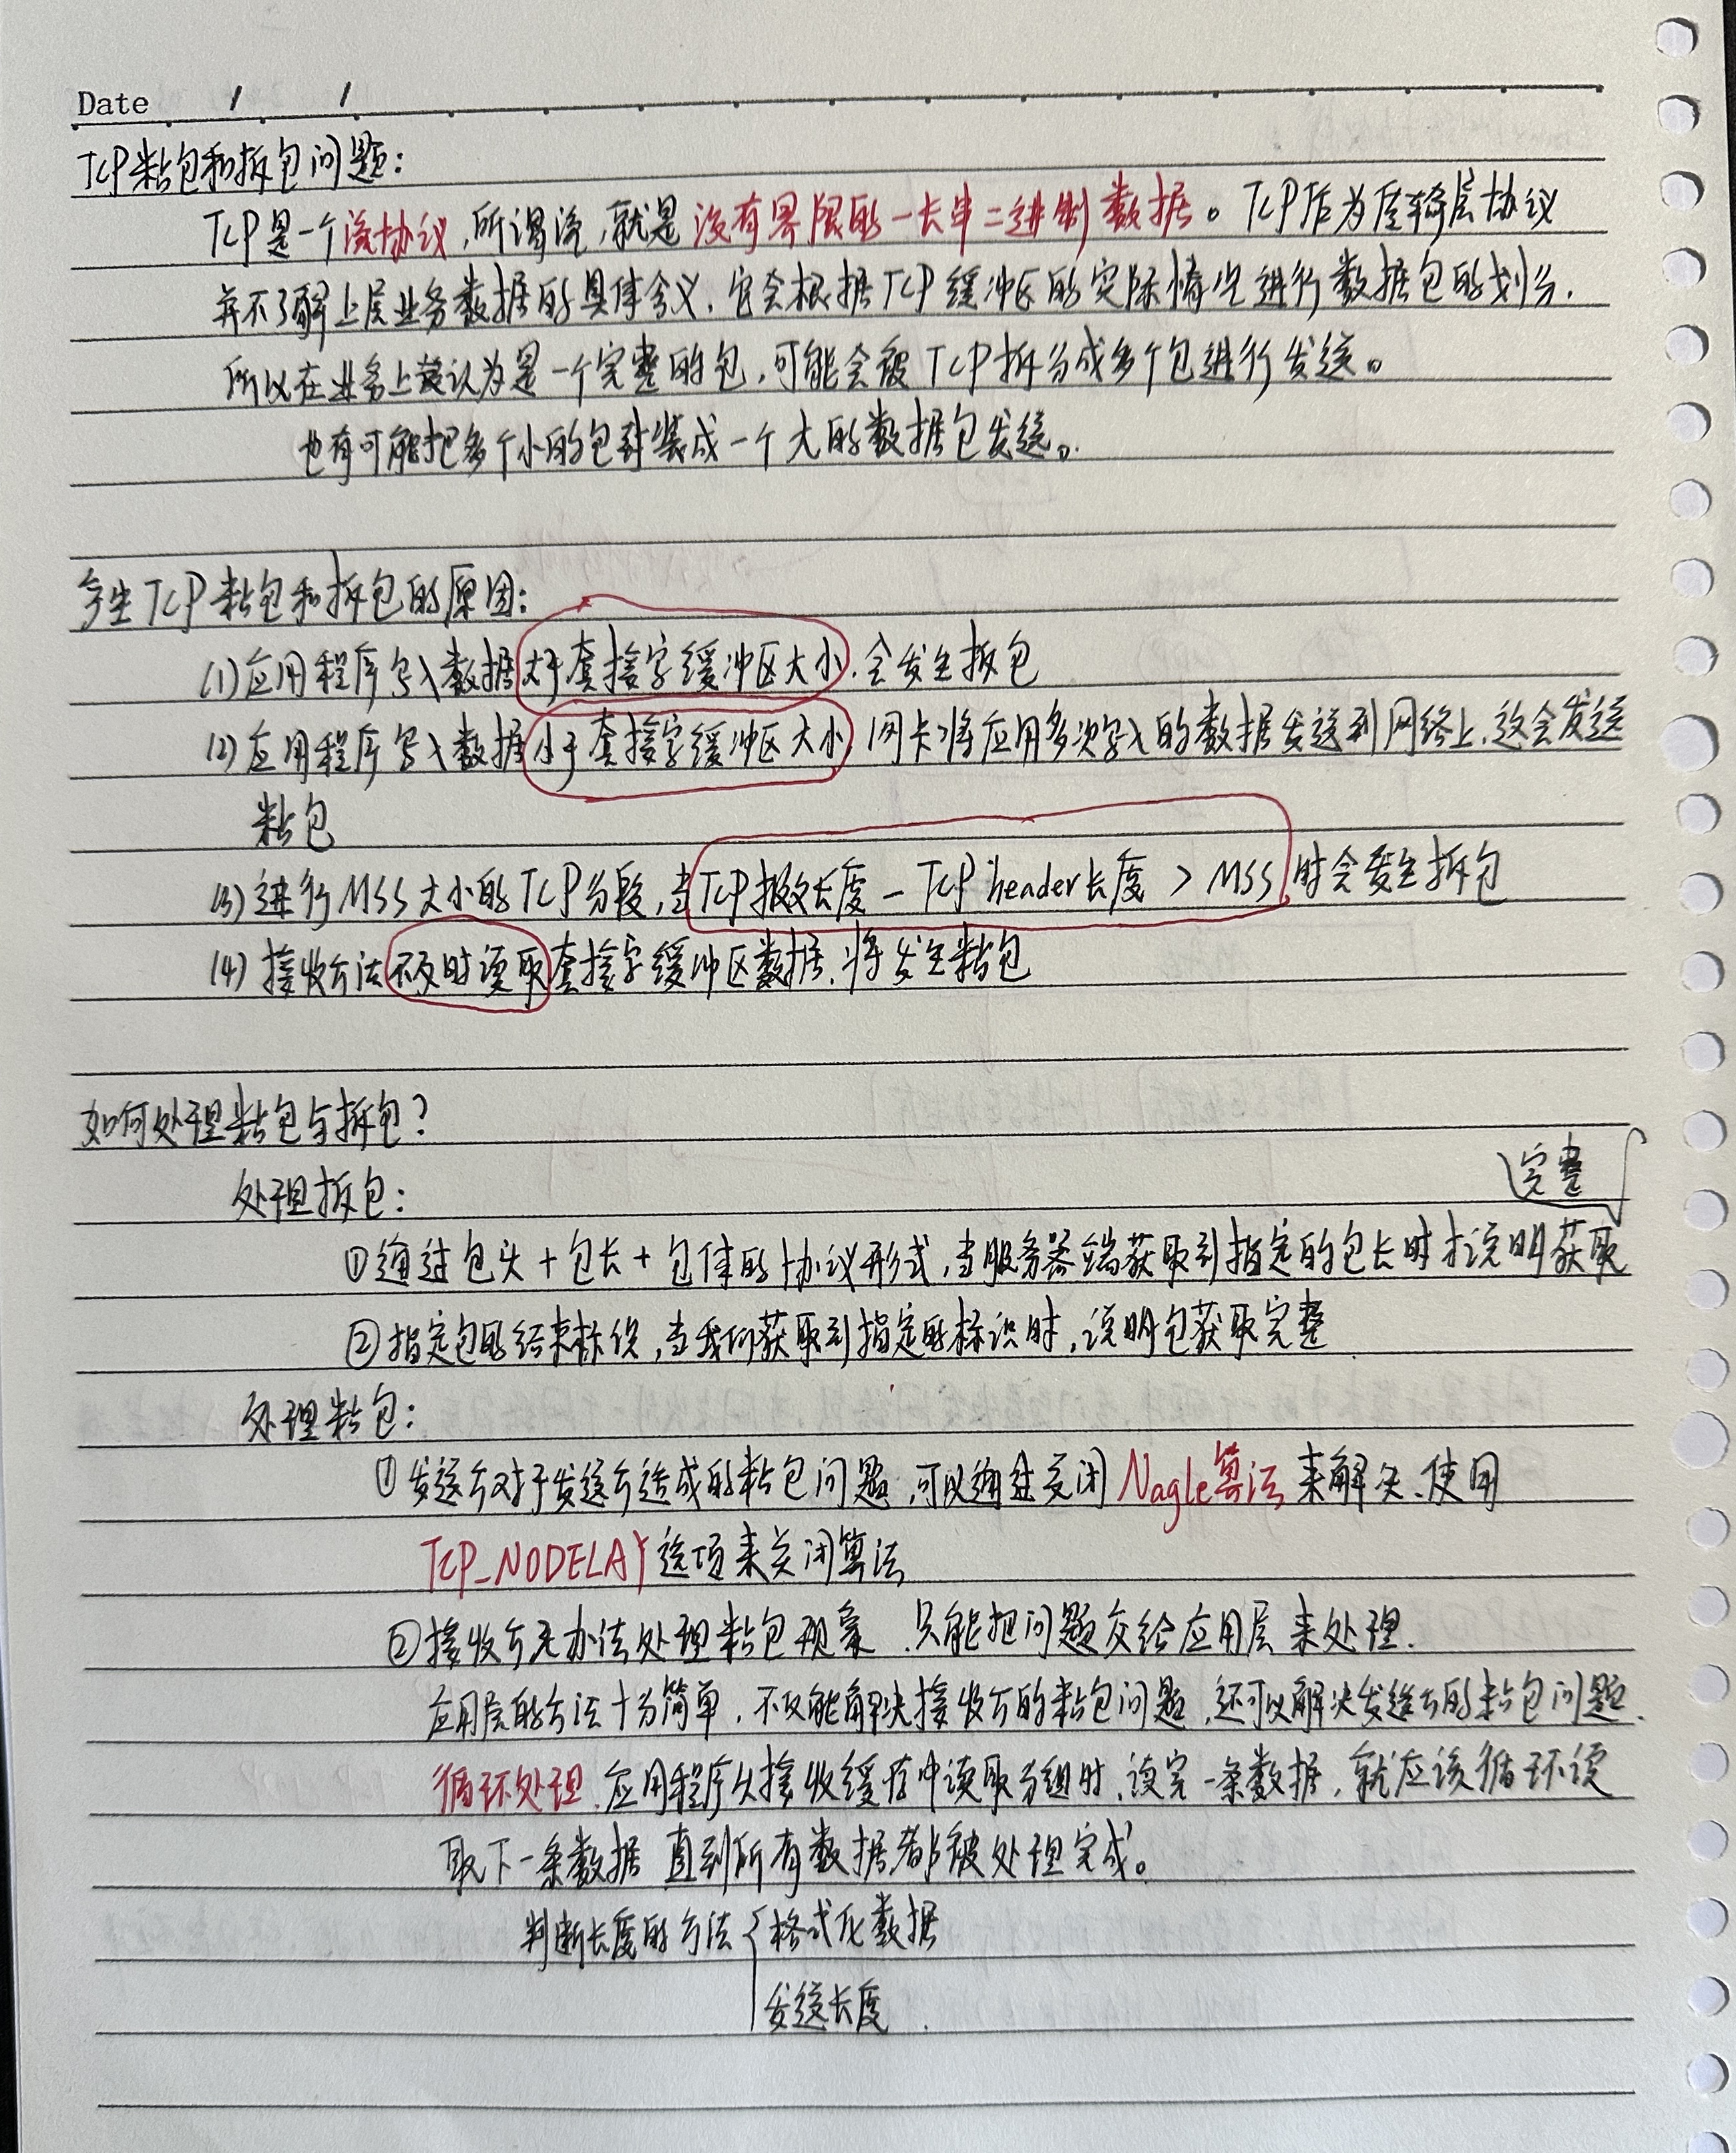 Date / /
TCP粘包和拆包问题：
TCP是一个流协议，所谓流，就是没有界限的一长串二进制数据。TCP作为传输层协议
并不了解上层业务数据的具体含义，它会根据TCP缓冲区的实际情况进行数据包的划分，
所以在业务上认为是一个完整的包，可能会被TCP拆分成多个包进行发送。
也有可能把多个小的包封装成一个大的数据包发送。
产生TCP粘包和拆包的原因：
(1)应用程序写入数据大于套接字缓冲区大小，会发生拆包
(2)应用程序写入数据小于套接字缓冲区大小，网卡将应用多次写入的数据发送到网络上，这会发送
粘包
(3)进行MSS大小的TCP分段，当TCP报文长度－TCP header长度 > MSS 时会发生拆包
(4)接收方法不及时读取套接字缓冲区数据，将发生粘包
如何处理粘包与拆包？
处理拆包：
完整
①通过包头＋包长＋包体的协议形式，当服务器端获取到指定的包长时才说明获取
②指定包的结束标识，当我们获取到指定的标识时，说明包获取完整
处理粘包：
①发送方对于发送方造成的粘包问题，可以通过关闭Nagle算法来解决、使用
TCP_NODELAY选项来关闭算法
②接收方无办法处理粘包现象，只能把问题交给应用层来处理.
应用层的方法十分简单，不仅能解决接收方的粘包问题，还可以解决发送方的粘包问题.
循环处理，应用程序从接收缓存中读取分组时，读完一条数据，就应该循环读
取下一条数据 直到所有数据都被处理完成。
判断长度的方法 { 格式化数据
发送长度.